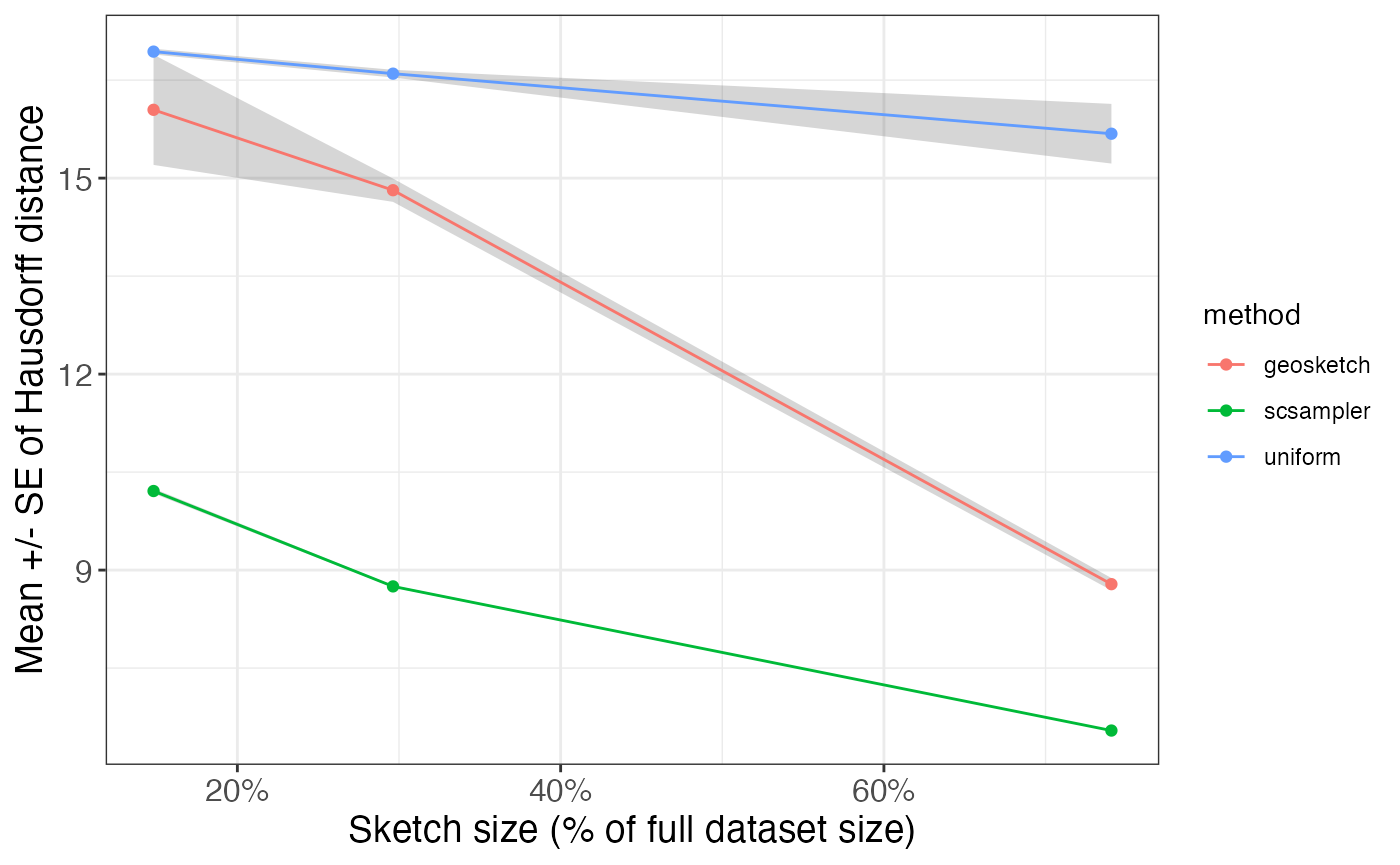 Mean +/- SE of Hausdorff distance
15
12
9
20%
40%
60%
Sketch size (% of full dataset size)
method
geosketch
scsampler
uniform